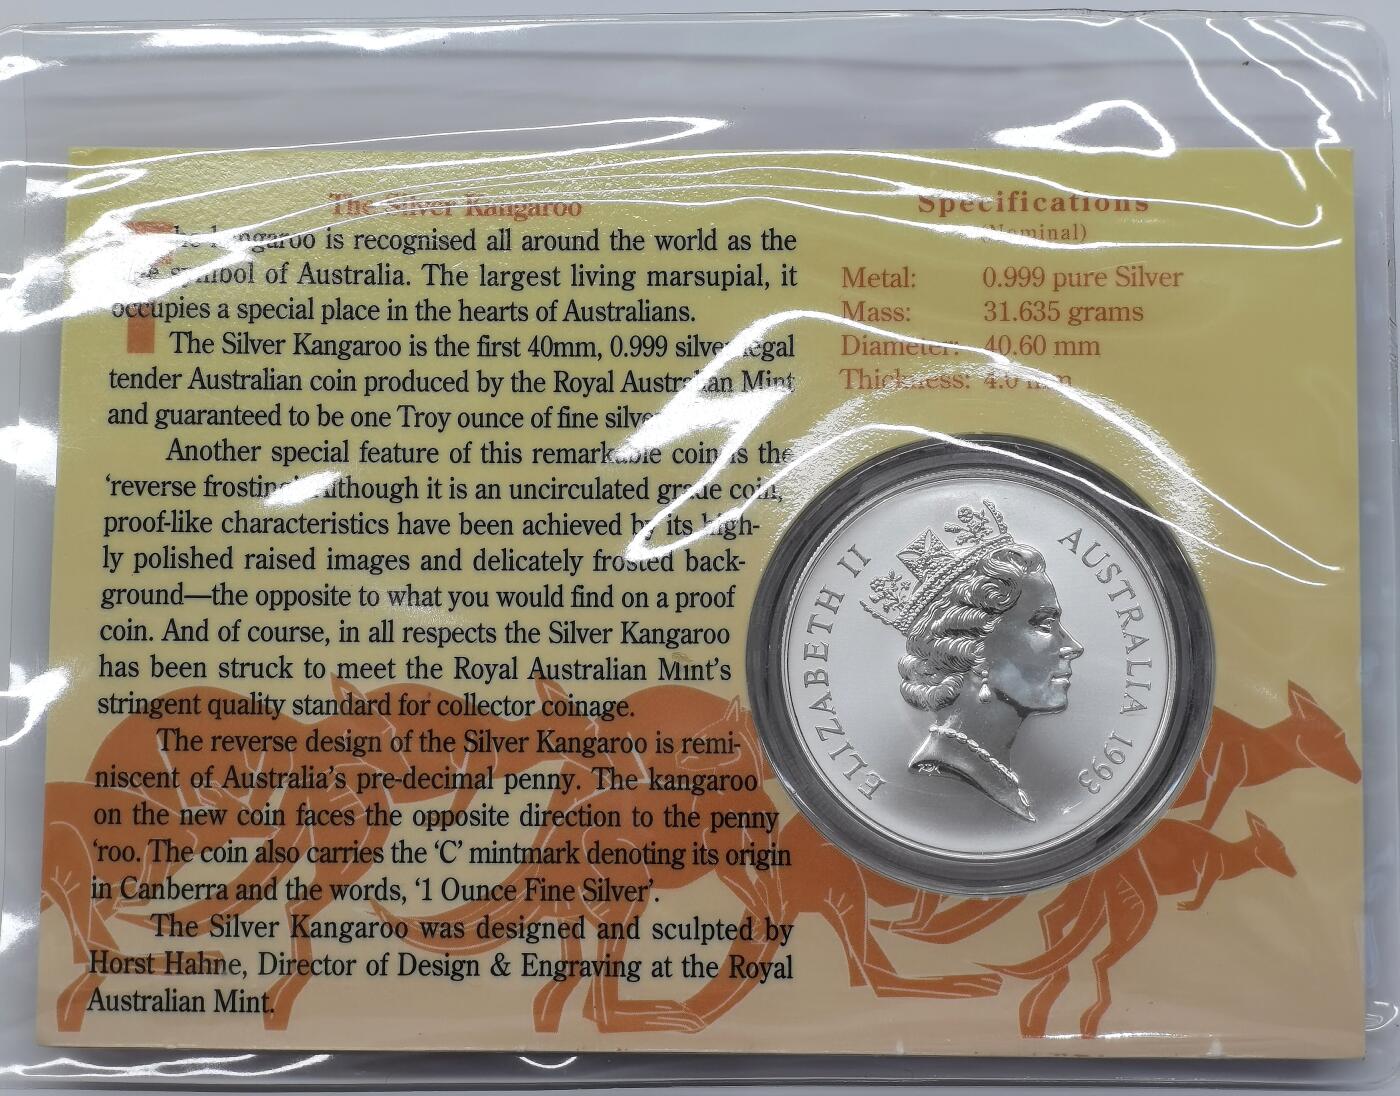 The Silver Kangaroo
The kangaroo is recognised all around the world as the
symbol of Australia. The largest living marsupial, it
occupies a special place in the hearts of Australians.
The Silver Kangaroo is the first 40mm, 0.999 silver legal
tender Australian coin produced by the Royal Australian Mint
and guaranteed to be one Troy ounce of fine silver
Another special feature of this remarkable coin is the
‘reverse frosting’. Although it is an uncirculated grade coin,
proof-like characteristics have been achieved by its high-
ly polished raised images and delicately frosted back-
ground—the opposite to what you would find on a proof
coin. And of course, in all respects the Silver Kangaroo
has been struck to meet the Royal Australian Mint’s
stringent quality standard for collector coinage.
The reverse design of the Silver Kangaroo is remi-
niscent of Australia’s pre-decimal penny. The kangaroo
on the new coin faces the opposite direction to the penny
‘roo. The coin also carries the ‘C’ mintmark denoting its origin
in Canberra and the words, ‘1 Ounce Fine Silver’.
The Silver Kangaroo was designed and sculpted by
Horst Hahne, Director of Design & Engraving at the Royal
Australian Mint.
Specifications
(Nominal)
Metal: 0.999 pure Silver
Mass: 31.635 grams
Diameter: 40.60 mm
Thickness: 4.0 mm
ELIZABETH II
AUSTRALIA 1993
RDM